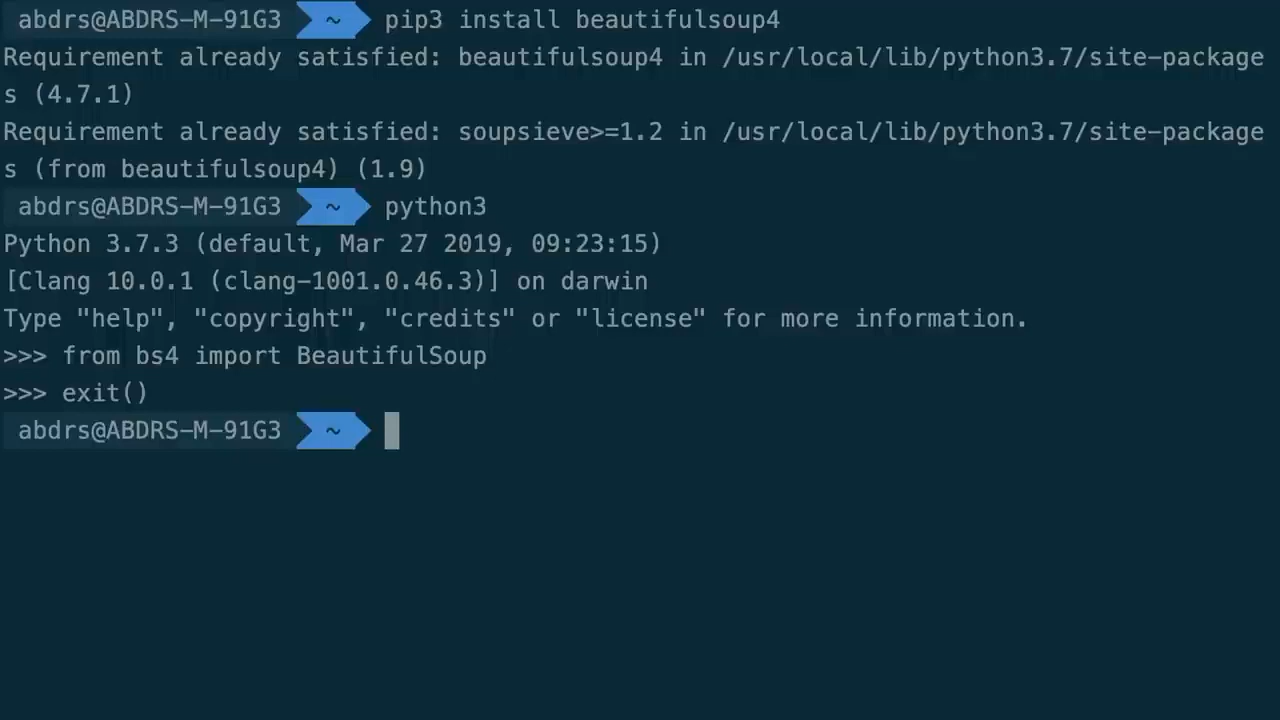 abdrs@ABDRS-M-91G3 ~ pip3 install beautifulsoup4
Requirement already satisfied: beautifulsoup4 in /usr/local/lib/python3.7/site-package
s (4.7.1)
Requirement already satisfied: soupsieve>=1.2 in /usr/local/lib/python3.7/site-package
s (from beautifulsoup4) (1.9)
abdrs@ABDRS-M-91G3 ~ python3
Python 3.7.3 (default, Mar 27 2019, 09:23:15)
[Clang 10.0.1 (clang-1001.0.46.3)] on darwin
Type "help", "copyright", "credits" or "license" for more information.
>>> from bs4 import BeautifulSoup
>>> exit()
abdrs@ABDRS-M-91G3 ~